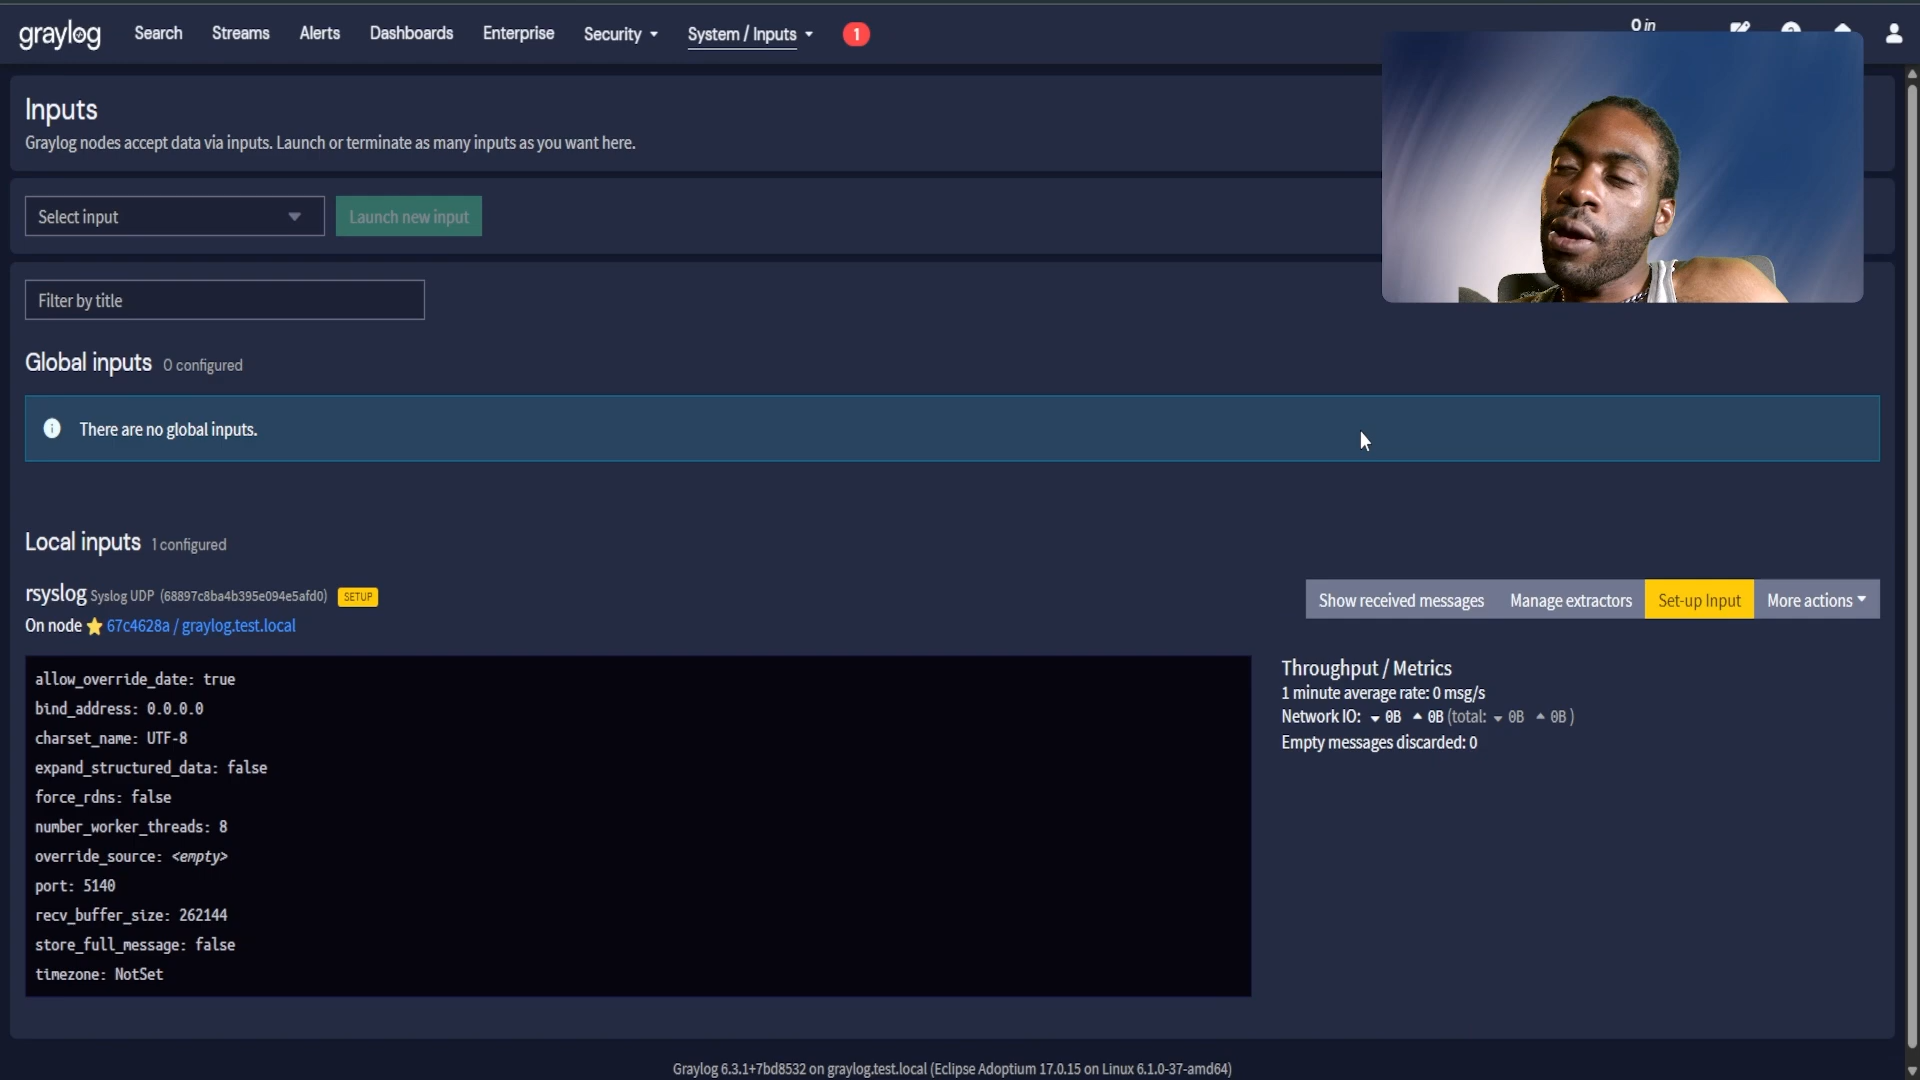 graylog Search Streams Alerts Dashboards Enterprise Security System / Inputs 1 0 in
Inputs
Graylog nodes accept data via inputs. Launch or terminate as many inputs as you want here.
Select input Launch new input
Filter by title
Global inputs 0 configured
There are no global inputs.
Local inputs 1 configured
rsyslog Syslog UDP (68897c8ba4b395e094e5afd0) SETUP
Show received messages Manage extractors Set-up Input More actions
On node 67c4628a / graylog.test.local
allow_override_date: true
bind_address: 0.0.0.0
charset_name: UTF-8
expand_structured_data: false
force_rdns: false
number_worker_threads: 8
override_source: <empty>
port: 5140
recv_buffer_size: 262144
store_full_message: false
timezone: NotSet
Throughput / Metrics
1 minute average rate: 0 msg/s
Network IO: 0B 0B (total: 0B 0B )
Empty messages discarded: 0
Graylog 6.3.1+7bd8532 on graylog.test.local (Eclipse Adoptium 17.0.15 on Linux 6.1.0-37-amd64)